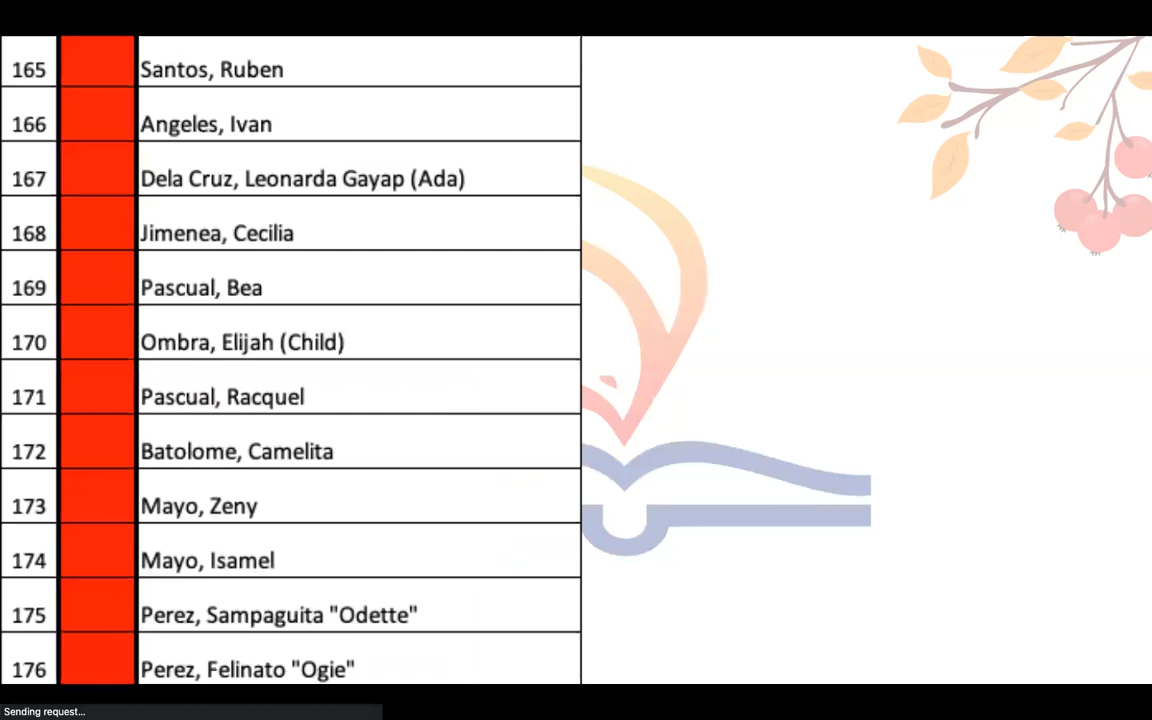 165 Santos, Ruben
166 Angeles, Ivan
167 Dela Cruz, Leonarda Gayap (Ada)
168 Jimenea, Cecilia
169 Pascual, Bea
170 Ombra, Elijah (Child)
171 Pascual, Racquel
172 Batolome, Camelita
173 Mayo, Zeny
174 Mayo, Isamel
175 Perez, Sampaguita "Odette"
176 Perez, Felinato "Ogie"
Sending request...